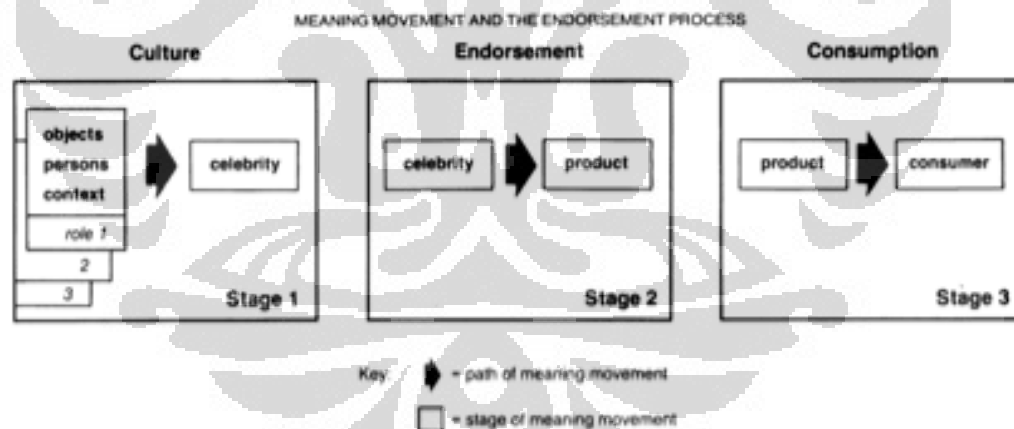 MEANING MOVEMENT AND THE ENDORSEMENT PROCESS
Culture
Endorsement
Consumption
objects
persons
context
role 1
2
3
celebrity
Stage 1
celebrity
product
Stage 2
product
consumer
Stage 3
Key: = path of meaning movement
= stage of meaning movement